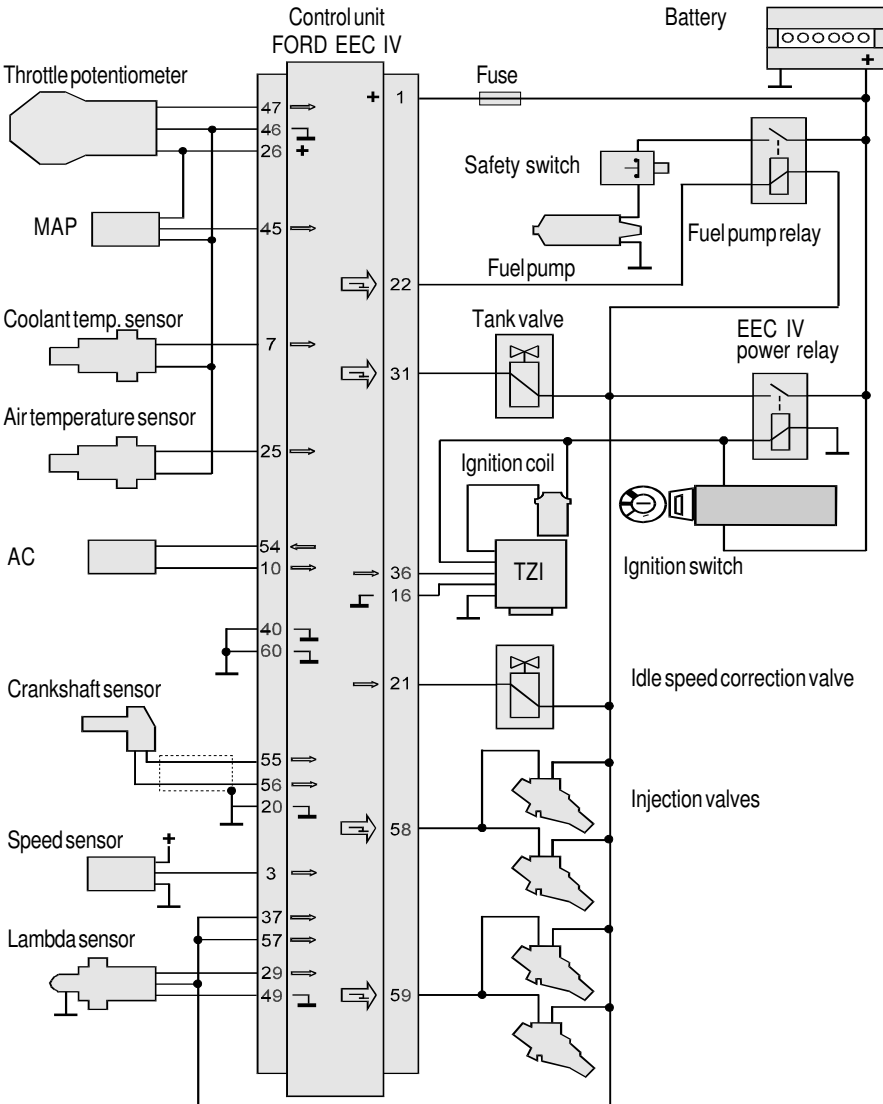 Control unit
FORD EEC IV
Battery
+
Throttle potentiometer
Fuse
47
+ 1
46
26 +
Safety switch
MAP
45
Fuel pump relay
Fuel pump
22
Coolant temp. sensor
Tank valve
EEC IV
power relay
7
31
Air temperature sensor
25
Ignition coil
AC
54
10
36
TZI
Ignition switch
16
40
60
Crankshaft sensor
21
Idle speed correction valve
55
56
20
Injection valves
58
Speed sensor
+
3
37
57
Lambda sensor
29
49
59